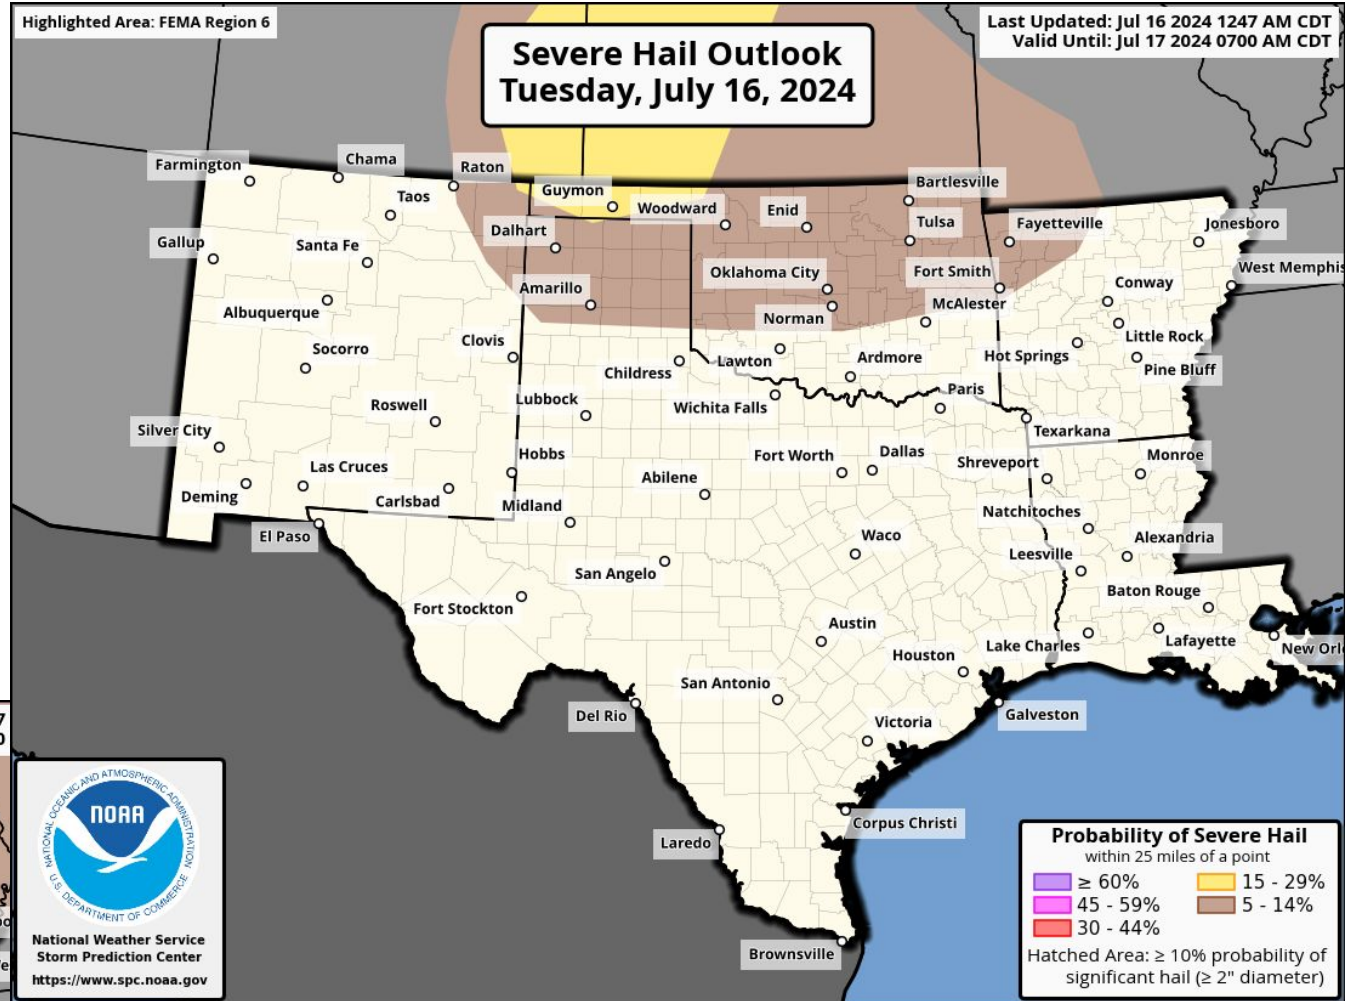 Highlighted Area: FEMA Region 6
Severe Hail Outlook
Tuesday, July 16, 2024
Last Updated: Jul 16 2024 1247 AM CDT
Valid Until: Jul 17 2024 0700 AM CDT
Farmington
Chama
Raton
Taos
Guymon
Woodward
Enid
Bartlesville
Gallup
Santa Fe
Dalhart
Tulsa
Fayetteville
Jonesboro
Amarillo
Oklahoma City
Fort Smith
West Memphis
Conway
Albuquerque
Norman
McAlester
Socorro
Clovis
Little Rock
Childress
Lawton
Ardmore
Hot Springs
Pine Bluff
Roswell
Lubbock
Wichita Falls
Paris
Silver City
Texarkana
Las Cruces
Hobbs
Abilene
Fort Worth
Dallas
Shreveport
Monroe
Deming
Carlsbad
Midland
Natchitoches
El Paso
Waco
Alexandria
San Angelo
Leesville
Fort Stockton
Baton Rouge
Austin
Lake Charles
Lafayette
New Orl
Houston
San Antonio
Del Rio
Victoria
Galveston
Laredo
Corpus Christi
Brownsville
NATIONAL OCEANIC AND ATMOSPHERIC ADMINISTRATION
NOAA
U.S. DEPARTMENT OF COMMERCE
National Weather Service
Storm Prediction Center
https://www.spc.noaa.gov
Probability of Severe Hail
within 25 miles of a point
≥ 60%
15 - 29%
45 - 59%
5 - 14%
30 - 44%
Hatched Area: ≥ 10% probability of
significant hail (≥ 2" diameter)